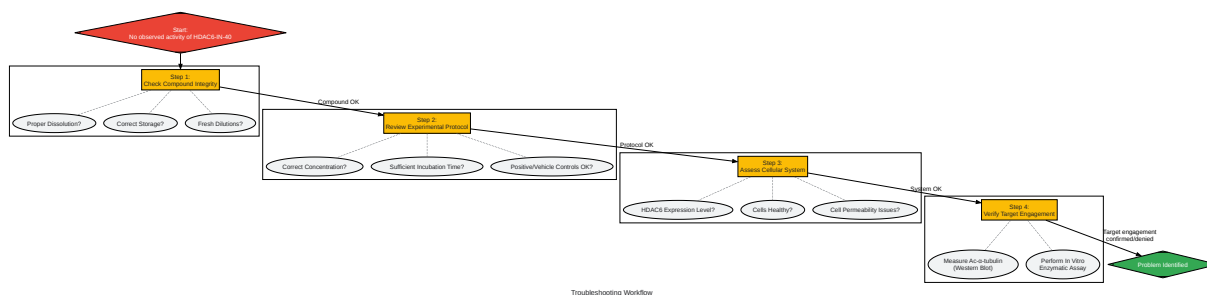 Start:
No observed activity of HDAC6-IN-40
Step 1:
Check Compound Integrity
Proper Dissolution?
Correct Storage?
Fresh Dilutions?
Compound OK
Step 2:
Review Experimental Protocol
Correct Concentration?
Sufficient Incubation Time?
Positive/Vehicle Controls OK?
Protocol OK
Step 3:
Assess Cellular System
HDAC6 Expression Level?
Cells Healthy?
Cell Permeability Issues?
System OK
Step 4:
Verify Target Engagement
Measure Ac-α-tubulin
(Western Blot)
Perform In Vitro
Enzymatic Assay
Target engagement
confirmed/denied
Problem Identified
Troubleshooting Workflow